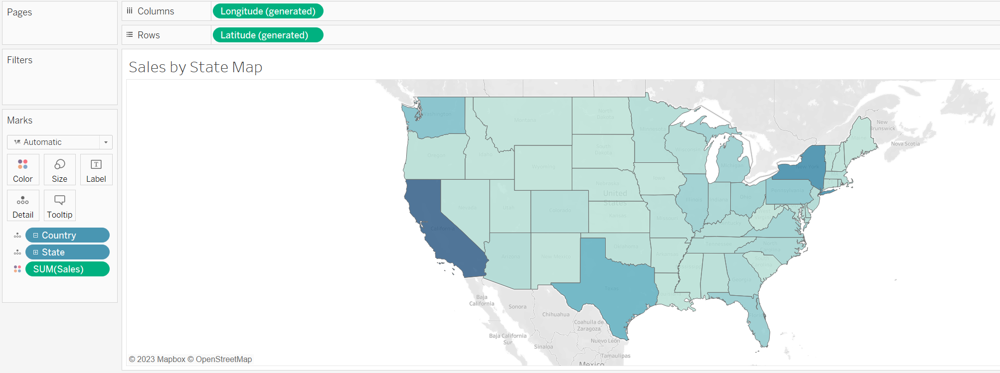 Pages
Columns
Longitude (generated)
Rows
Latitude (generated)
Filters
Marks
Automatic
Color
Size
Label
Detail
Tooltip
Country
State
SUM(Sales)
Sales by State Map
Washington
Montana
North
Dakota
Minnesota
Maine
New
Brunswick
Nova Scotia
Oregon
Idaho
South
Dakota
Wisconsin
Michigan
New York
Wyoming
Iowa
Nebraska
United
States
Pennsylvania
Illinois
Indiana
Ohio
Nevada
Utah
Colorado
Kansas
Missouri
Kentucky
West
Virginia
California
Arizona
New Mexico
Oklahoma
Arkansas
Tennessee
North
Carolina
South
Carolina
Mississippi
Georgia
Texas
Louisiana
Florida
Baja
California
Sonora
Chihuahua
Coahuila de
Zaragoza
Baja California
Sur
Sinaloa
Nuevo León
Tamaulipas
Mexico
© 2023 Mapbox © OpenStreetMap